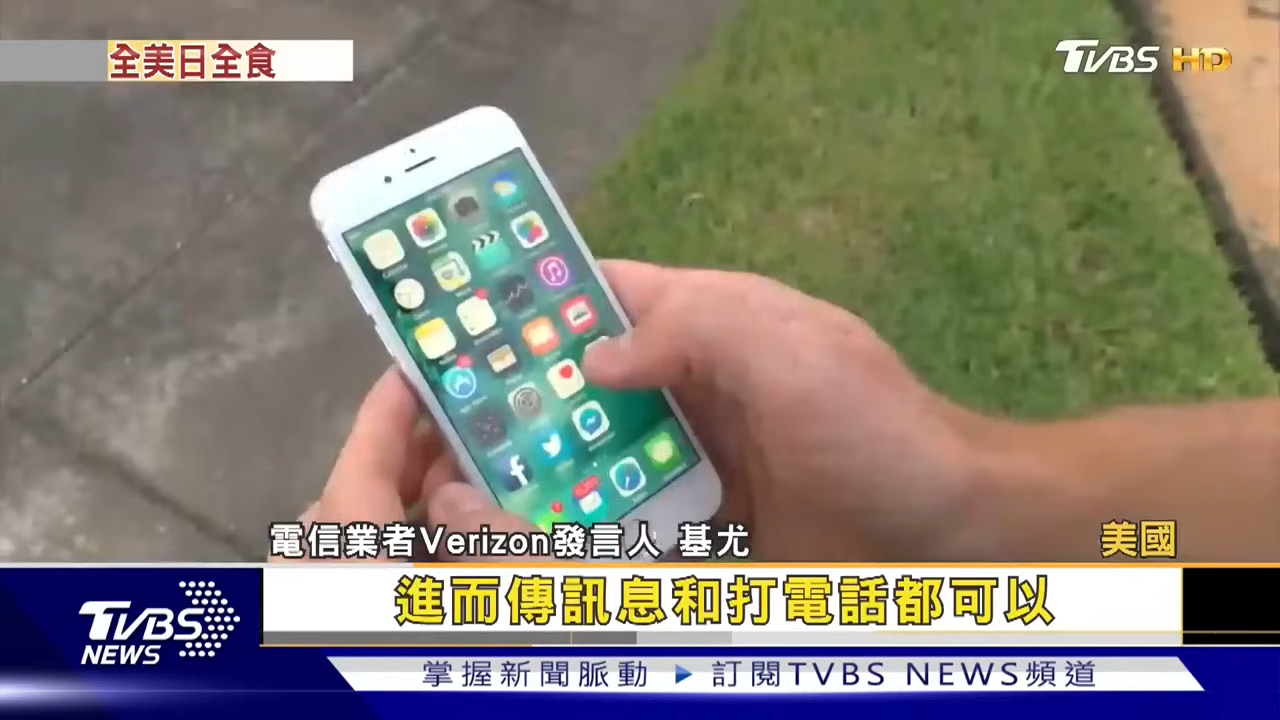 全美日全食
TVBS HD
電信業者Verizon發言人 基尤
美國
進而傳訊息和打電話都可以
TVBS
NEWS
掌握新聞脈動 ▶ 訂閱TVBS NEWS頻道